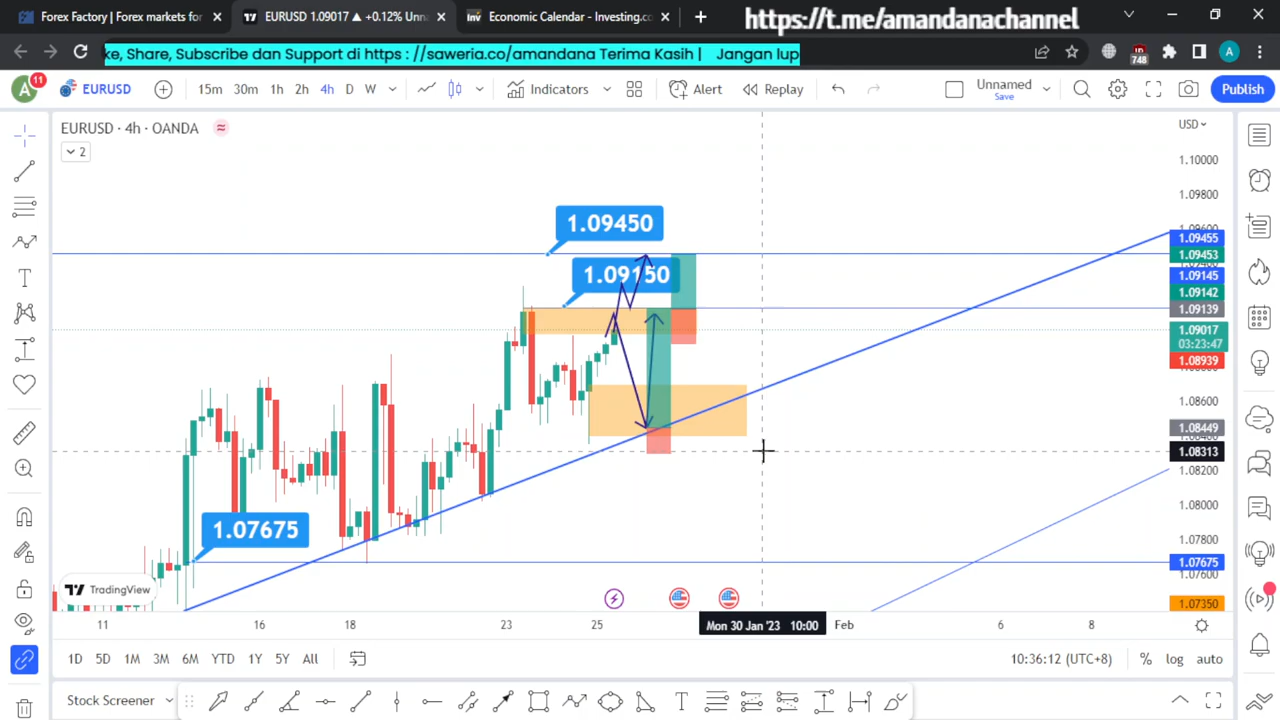 Forex Factory | Forex markets for
EURUSD 1.09017 ▲ +0.12% Unna
Economic Calendar - Investing.co
https://t.me/amandanachannel
ke, Share, Subscribe dan Support di https : //saweria.co/amandana Terima Kasih | Jangan lup
748
A
A
11
EURUSD
15m 30m 1h 2h 4h D W
Indicators
Alert
Replay
Unnamed
Save
Publish
EURUSD · 4h · OANDA
2
USD
1.10000
1.09800
1.09450
1.09455
1.09453
1.09150
1.09145
1.09142
1.09139
1.09017
03:23:47
1.08939
1.08600
1.08449
1.08313
1.08200
1.08000
1.07800
1.07675
1.07675
1.07600
1.07350
TradingView
11 16 18 23 25 Mon 30 Jan '23 10:00 Feb 6 8
1D 5D 1M 3M 6M YTD 1Y 5Y All
10:36:12 (UTC+8) % log auto
Stock Screener